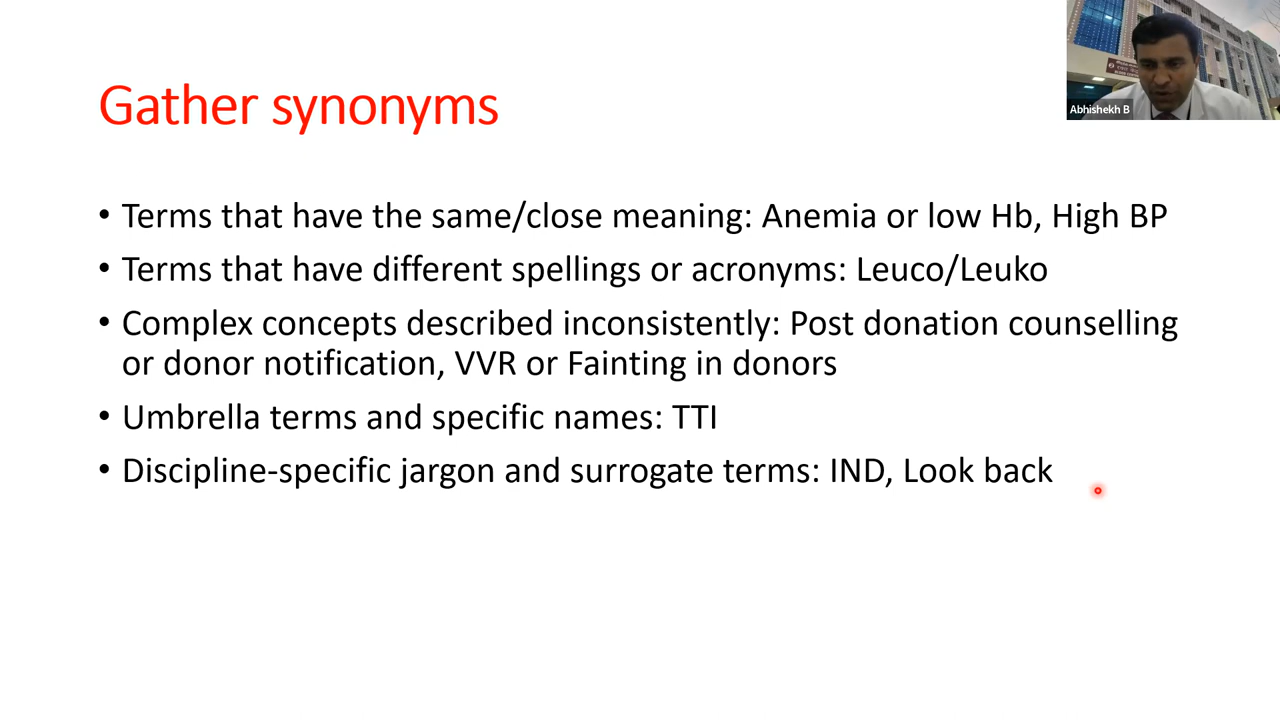 Gather synonyms
Abhishekh B
• Terms that have the same/close meaning: Anemia or low Hb, High BP
• Terms that have different spellings or acronyms: Leuco/Leuko
• Complex concepts described inconsistently: Post donation counselling
or donor notification, VVR or Fainting in donors
• Umbrella terms and specific names: TTI
• Discipline-specific jargon and surrogate terms: IND, Look back